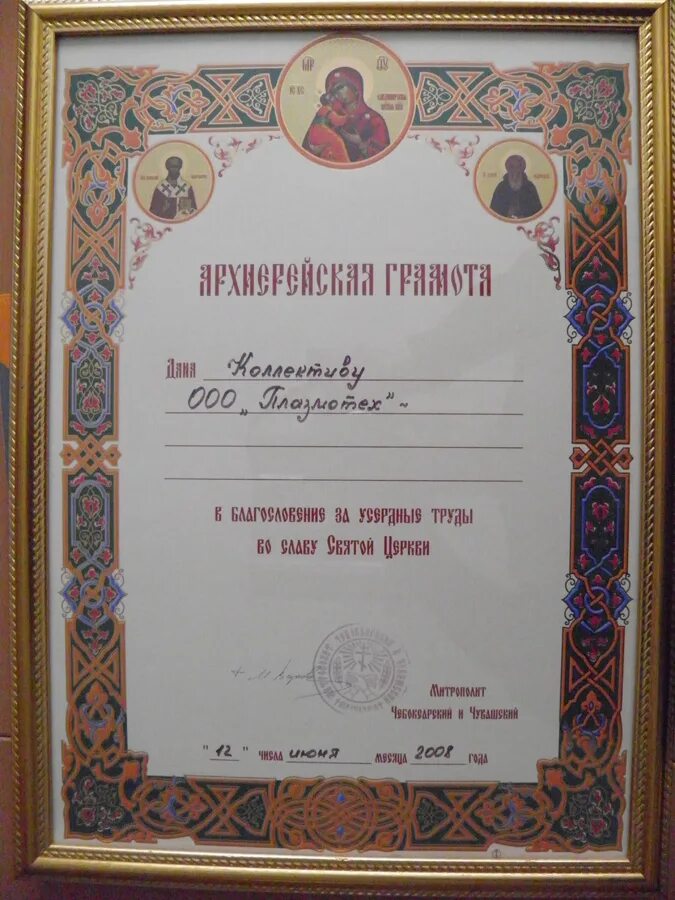 АРХИЕРЕЙСКАЯ ГРАМОТА
Дана Коллективу
ООО „Плазмотех"~
в благословение за усердные труды
во славу Святой Церкви
Митрополит
Чебоксарский и Чувашский
"12" числа июня месяца 2008 года